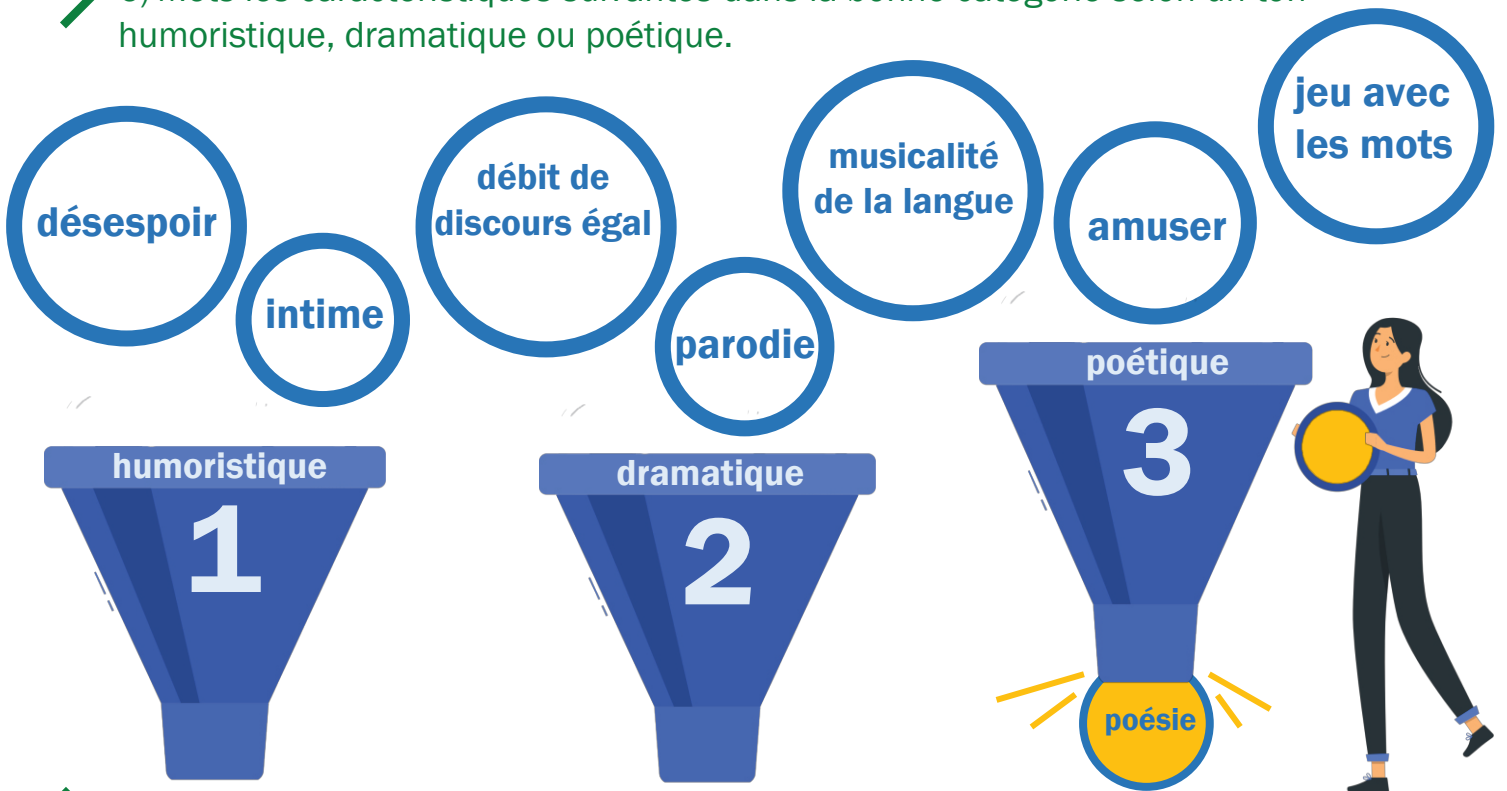 humoristique, dramatique ou poétique.
jeu avec
les mots
musicalité
de la langue
débit de
discours égal
désespoir
amuser
intime
parodie
poétique
3
humoristique
1
dramatique
2
poésie